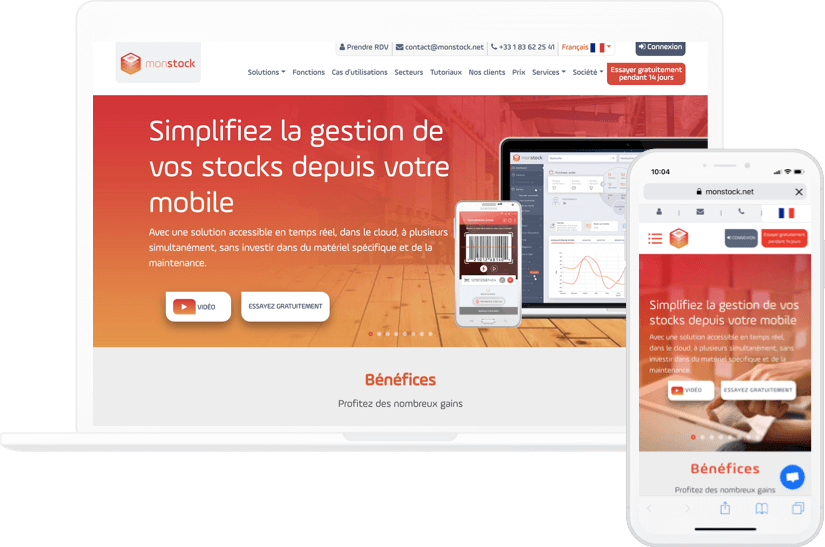 monstock
Prendre RDV
contact@monstock.net
+33 1 83 62 25 41
Français
Connexion
Solutions Fonctions Cas d'utilisations Secteurs Tutoriaux Nos clients Prix Services Société
Essayer gratuitement
pendant 14 jours
Simplifiez la gestion de
vos stocks depuis votre
mobile
Avec une solution accessible en temps réel, dans le cloud, à plusieurs
simultanément, sans investir dans du matériel spécifique et de la
maintenance.
VIDÉO
ESSAYEZ GRATUITEMENT
monstock
Bénéfices
Profitez des nombreux gains
10:04
monstock.net
CONNEXION
Essayer gratuitement
pendant 14 jours
Simplifiez la gestion de vos
stocks depuis votre mobile
Avec une solution accessible en temps réel,
dans le cloud, à plusieurs simultanément, sans
investir dans du matériel spécifique et de la
maintenance.
VIDÉO
ESSAYEZ GRATUITEMENT
Bénéfices
Profitez des nombreux gains